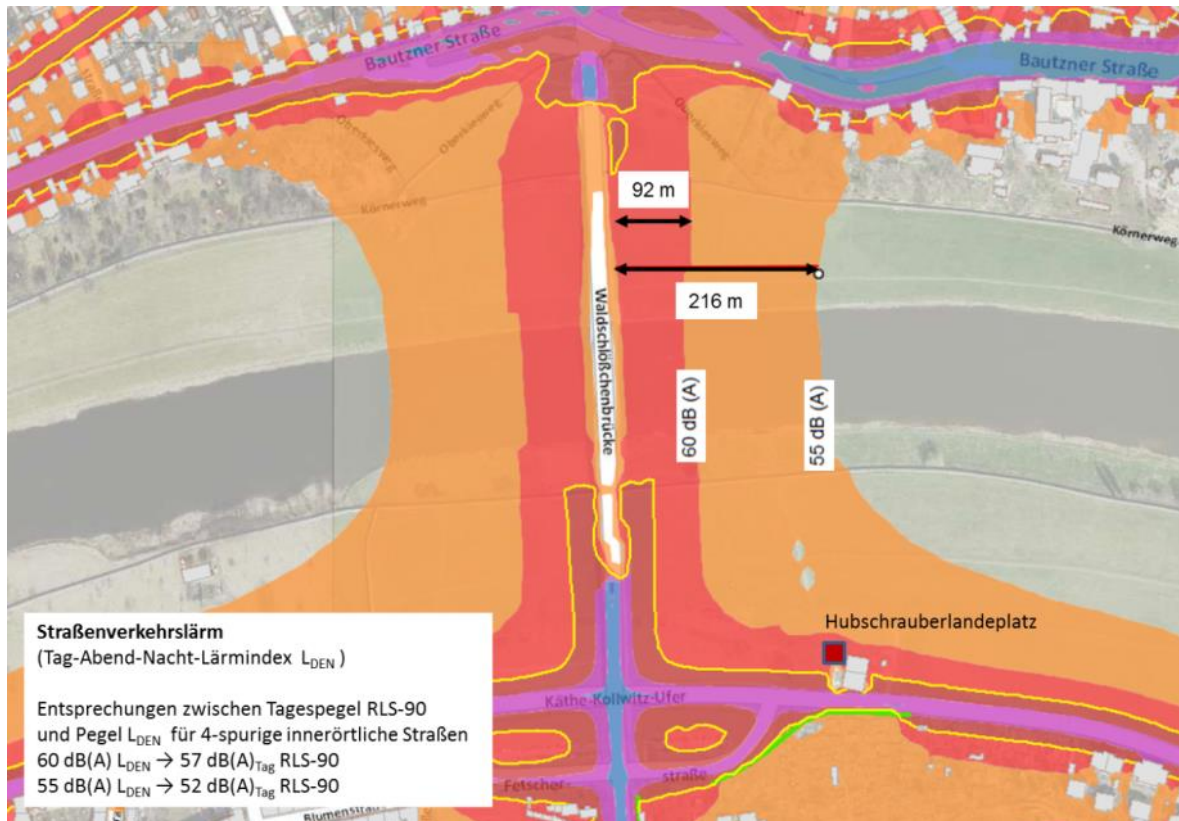 Bautzner Straße
Bautzner Straße
Körnerweg
92 m
Körnerweg
216 m
Waldschlößchenbrücke
60 dB (A)
55 dB (A)
Hubschrauberlandeplatz
Straßenverkehrslärm
(Tag-Abend-Nacht-Lärmindex LDEN )
Entsprechungen zwischen Tagespegel RLS-90
und Pegel LDEN für 4-spurige innerörtliche Straßen
60 dB(A) LDEN → 57 dB(A)Tag RLS-90
55 dB(A) LDEN → 52 dB(A)Tag RLS-90
Käthe-Kollwitz-Ufer
Fetscher-
straße